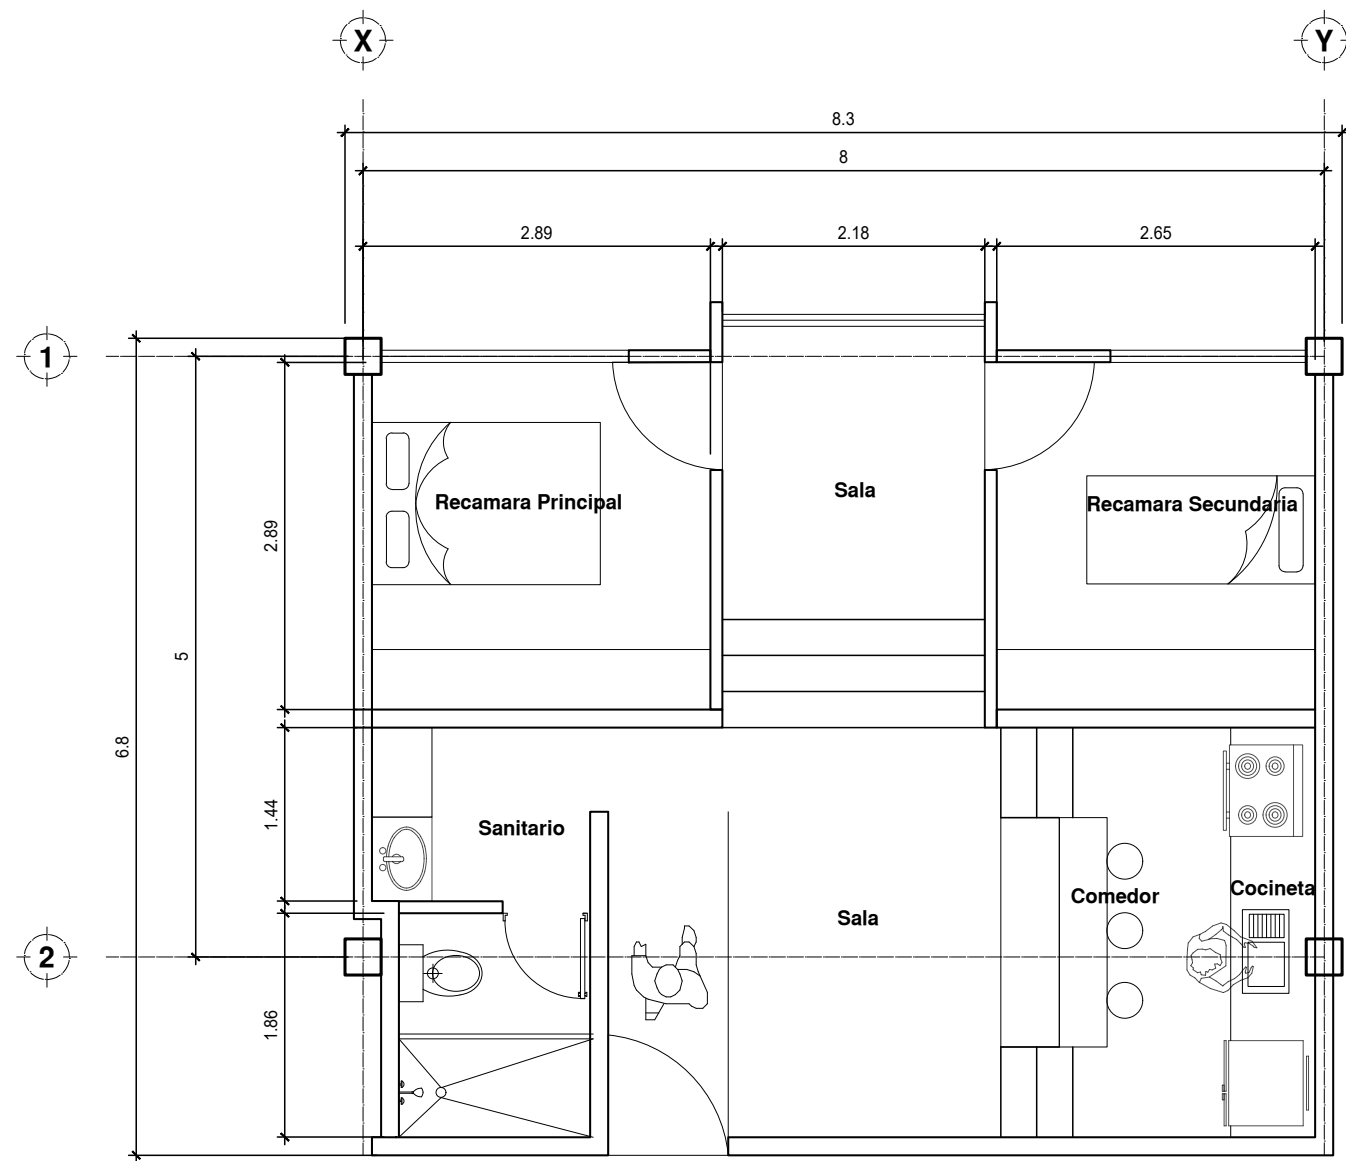 X
Y
8.3
8
2.89
2.18
2.65
1
Recamara Principal
Sala
Recamara Secundaria
2.89
5
6.8
1.44
Sanitario
Comedor
Cocineta
Sala
2
1.86